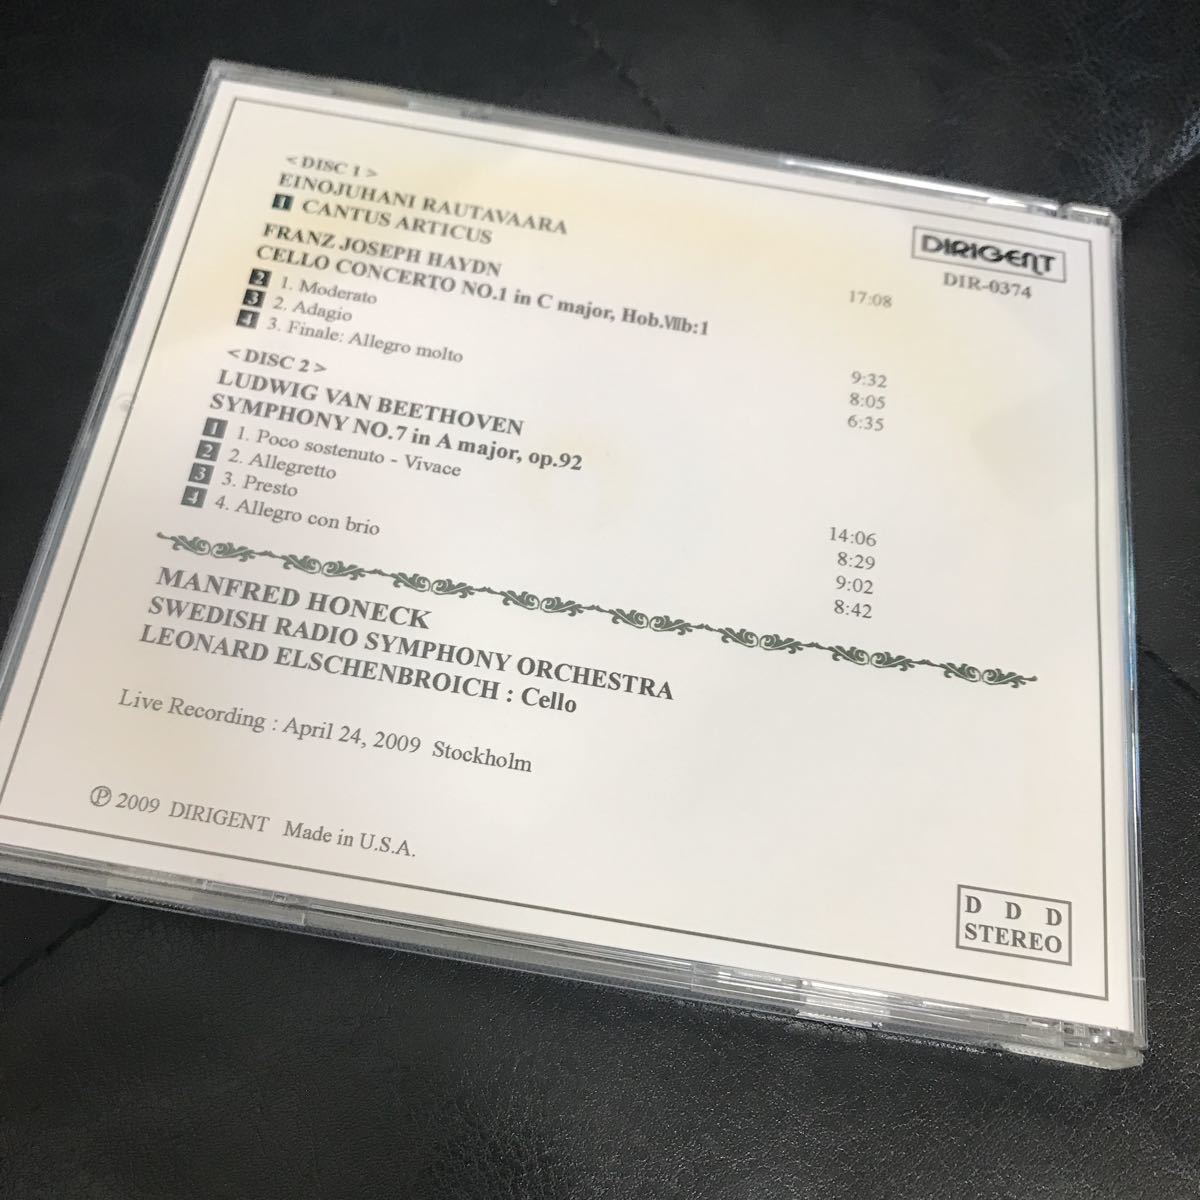 <DISC 1>
EINOJUHANI RAUTAVAARA
1 CANTUS ARTICUS 17:08
FRANZ JOSEPH HAYDN
CELLO CONCERTO NO.1 in C major, Hob.Ⅷb:1
2 1. Moderato 9:32
3 2. Adagio 8:05
4 3. Finale: Allegro molto 6:35
<DISC 2>
LUDWIG VAN BEETHOVEN
SYMPHONY NO.7 in A major, op.92
1 1. Poco sostenuto - Vivace 14:06
2 2. Allegretto 8:29
3 3. Presto 9:02
4 4. Allegro con brio 8:42
MANFRED HONECK
SWEDISH RADIO SYMPHONY ORCHESTRA
LEONARD ELSCHENBROICH : Cello
Live Recording : April 24, 2009 Stockholm
℗ 2009 DIRIGENT Made in U.S.A.
DIRIGENT
DIR-0374
D D D
STEREO